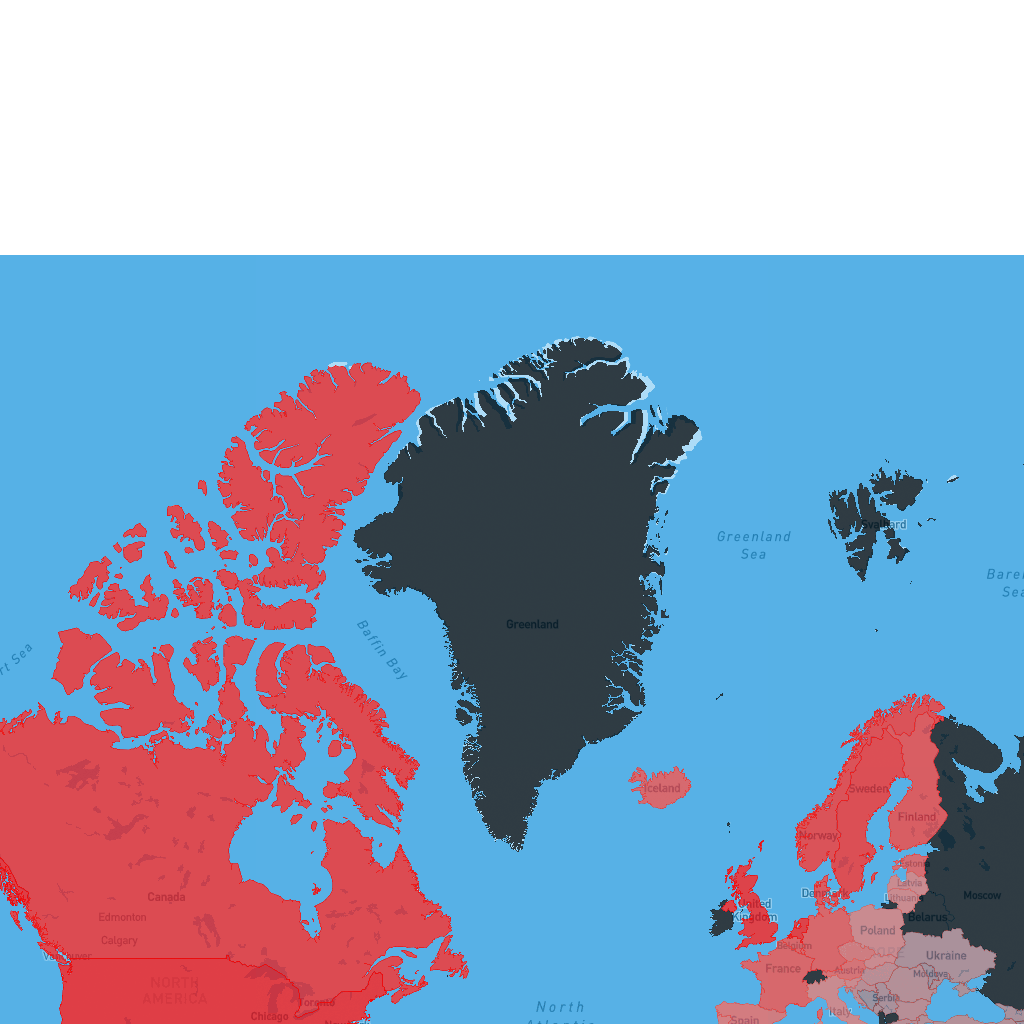 Svalbard
Greenland
Sea
Barents
Greenland
Baffin Bay
rt Sea
Iceland
Sweden
Finland
Norway
Estonia
Latvia
Lithuania
Denmark
Moscow
Canada
United
Kingdom
Belarus
Edmonton
Poland
Calgary
Belgium
Ukraine
Vancouver
France
Austria
Moldova
NORTH
AMERICA
Serbia
Toronto
North
Atlantic
Chicago
Italy
Spain